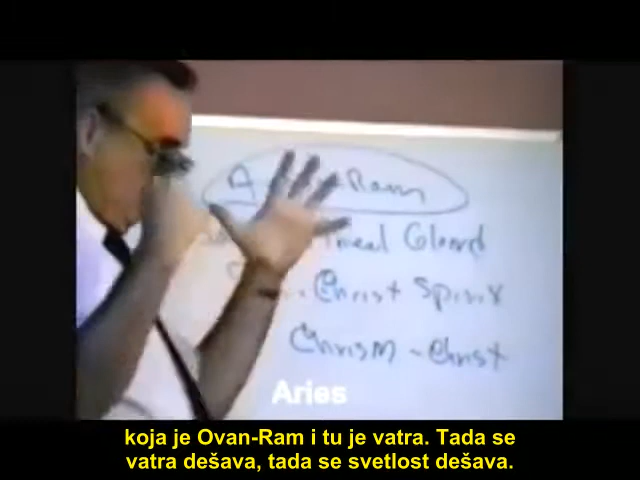 Ram
Gland
Christ Spirit
Chrism - Christ
Aries
koja je Ovan-Ram i tu je vatra. Tada se
vatra dešava, tada se svetlost dešava.